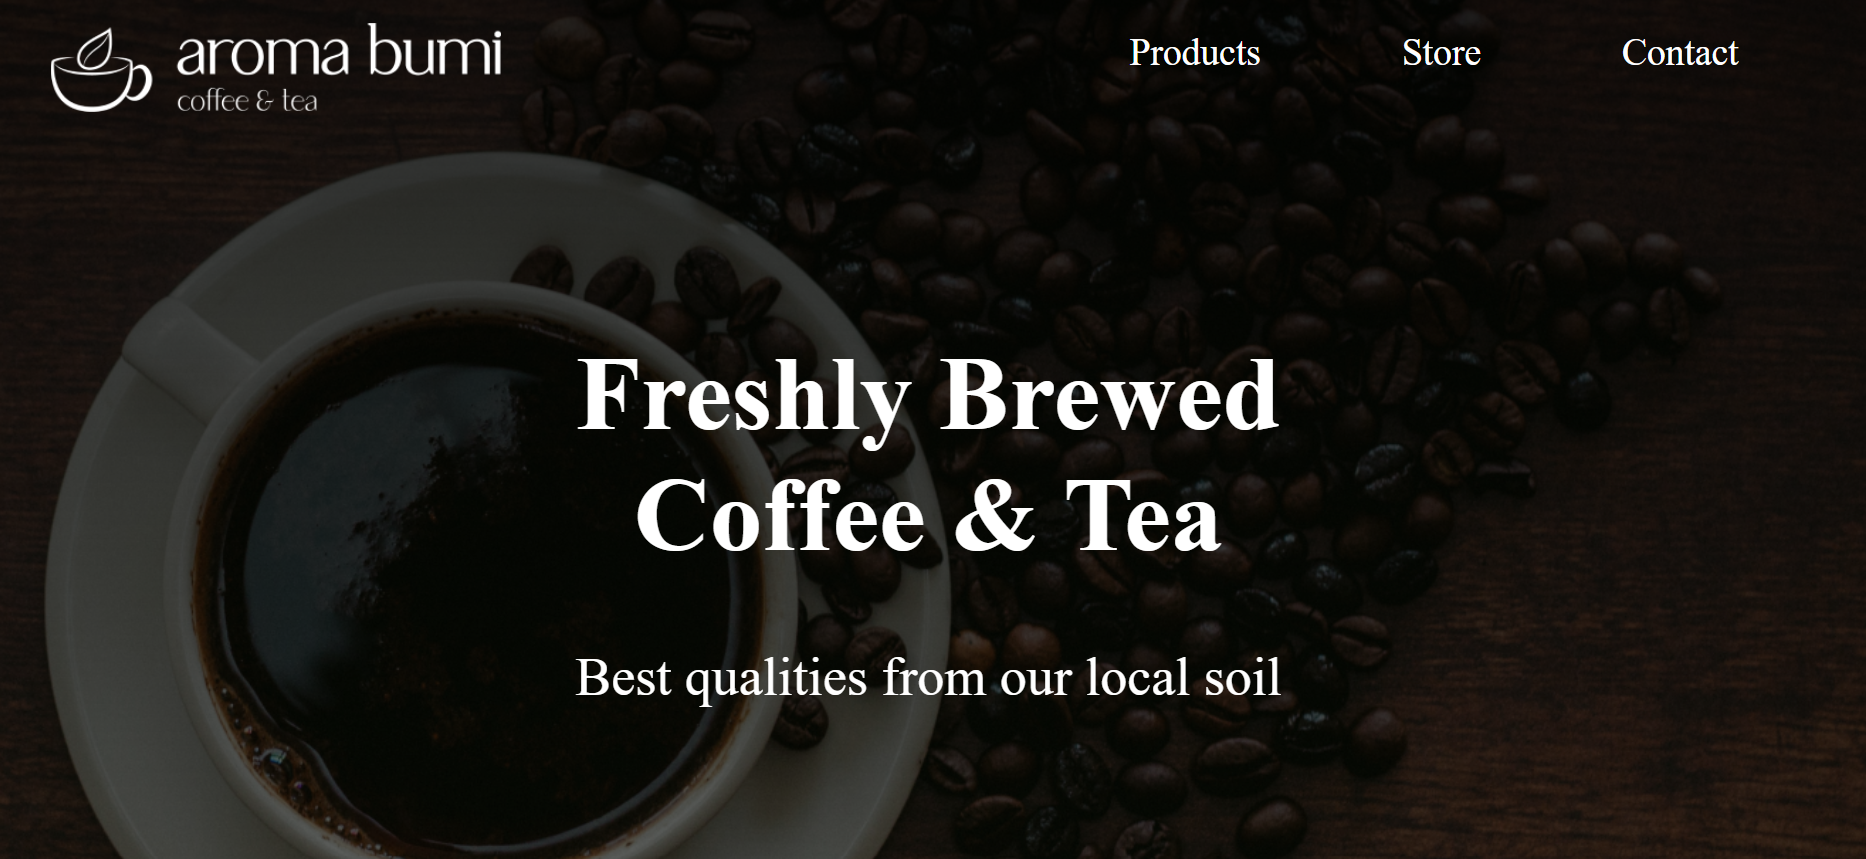 aroma bumi
coffee & tea
Products Store Contact
Freshly Brewed
Coffee & Tea
Best qualities from our local soil